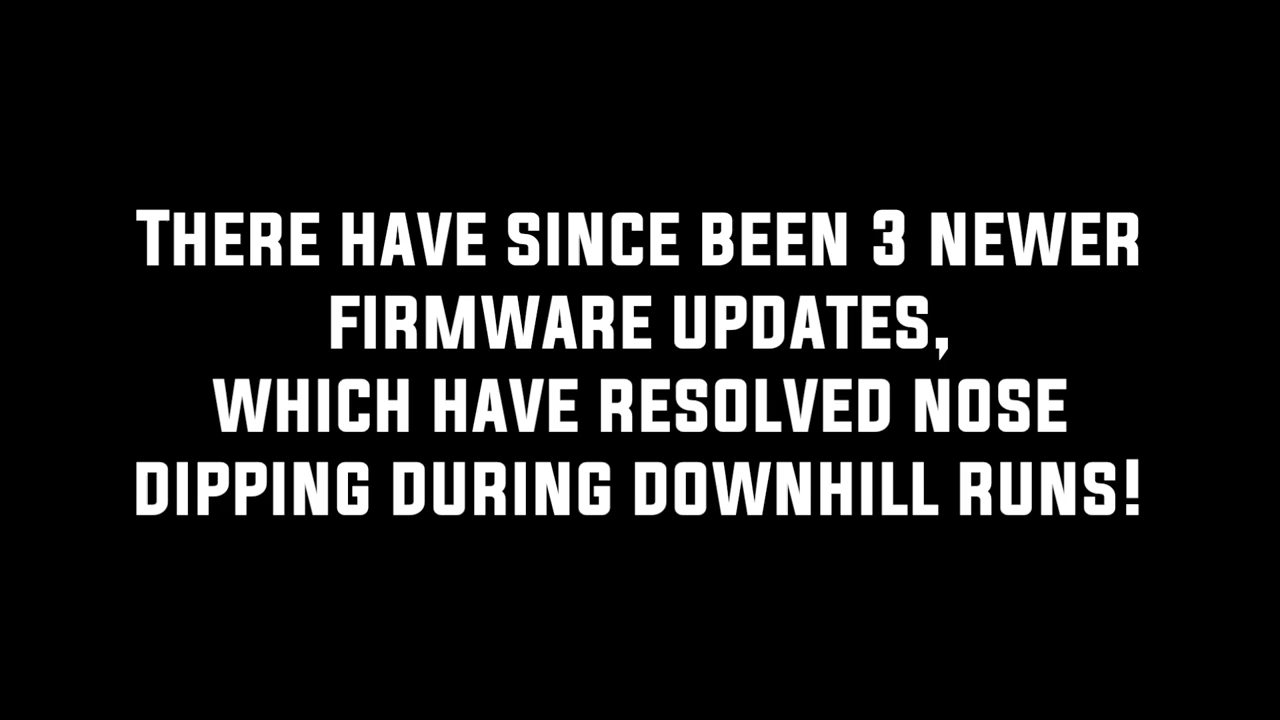 There have since been 3 newer
firmware updates,
which have resolved nose
dipping during downhill runs!